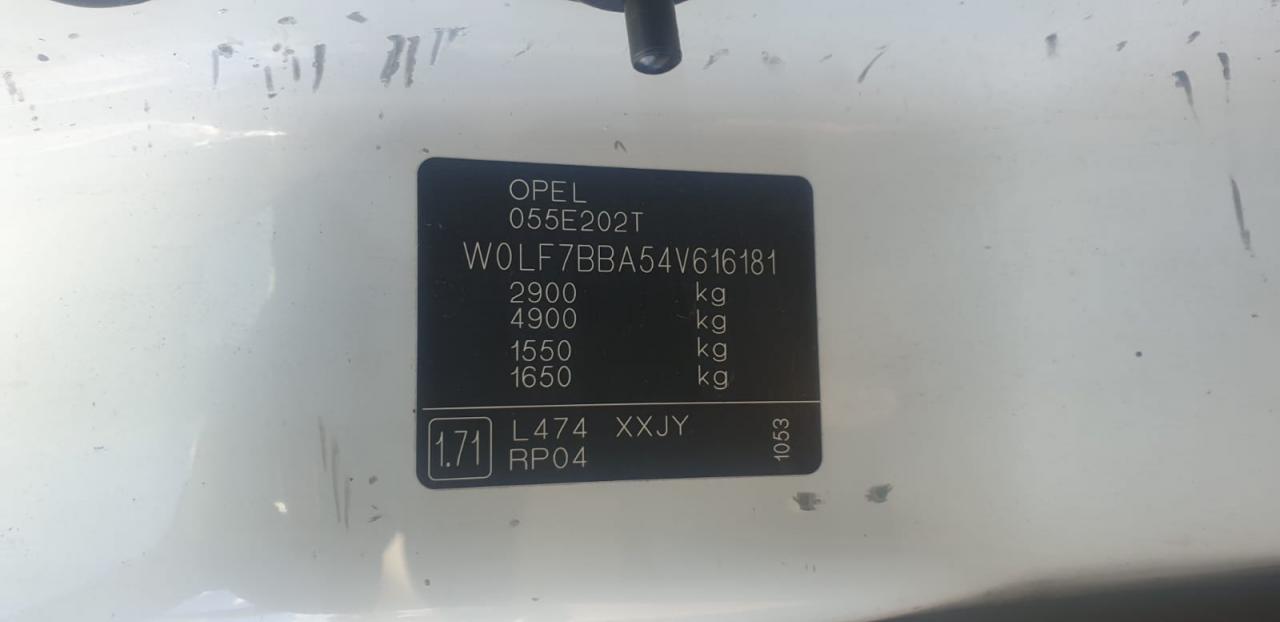 OPEL
055E202T
W0LF7BBA54V616181
2900 kg
4900 kg
1550 kg
1650 kg
1.71
L474 XXJY
RP04
1053